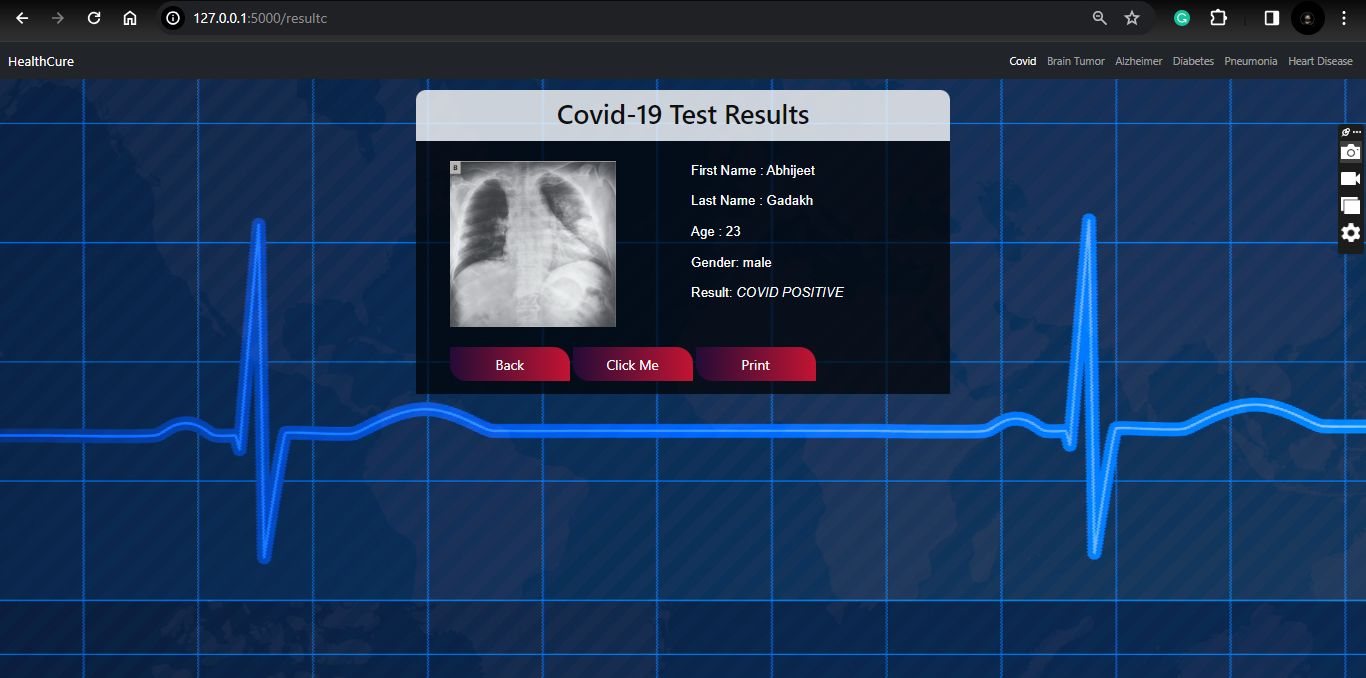 127.0.0.1:5000/resultc
HealthCure
Covid Brain Tumor Alzheimer Diabetes Pneumonia Heart Disease
Covid-19 Test Results
B
First Name : Abhijeet
Last Name : Gadakh
Age : 23
Gender: male
Result: COVID POSITIVE
Back Click Me Print